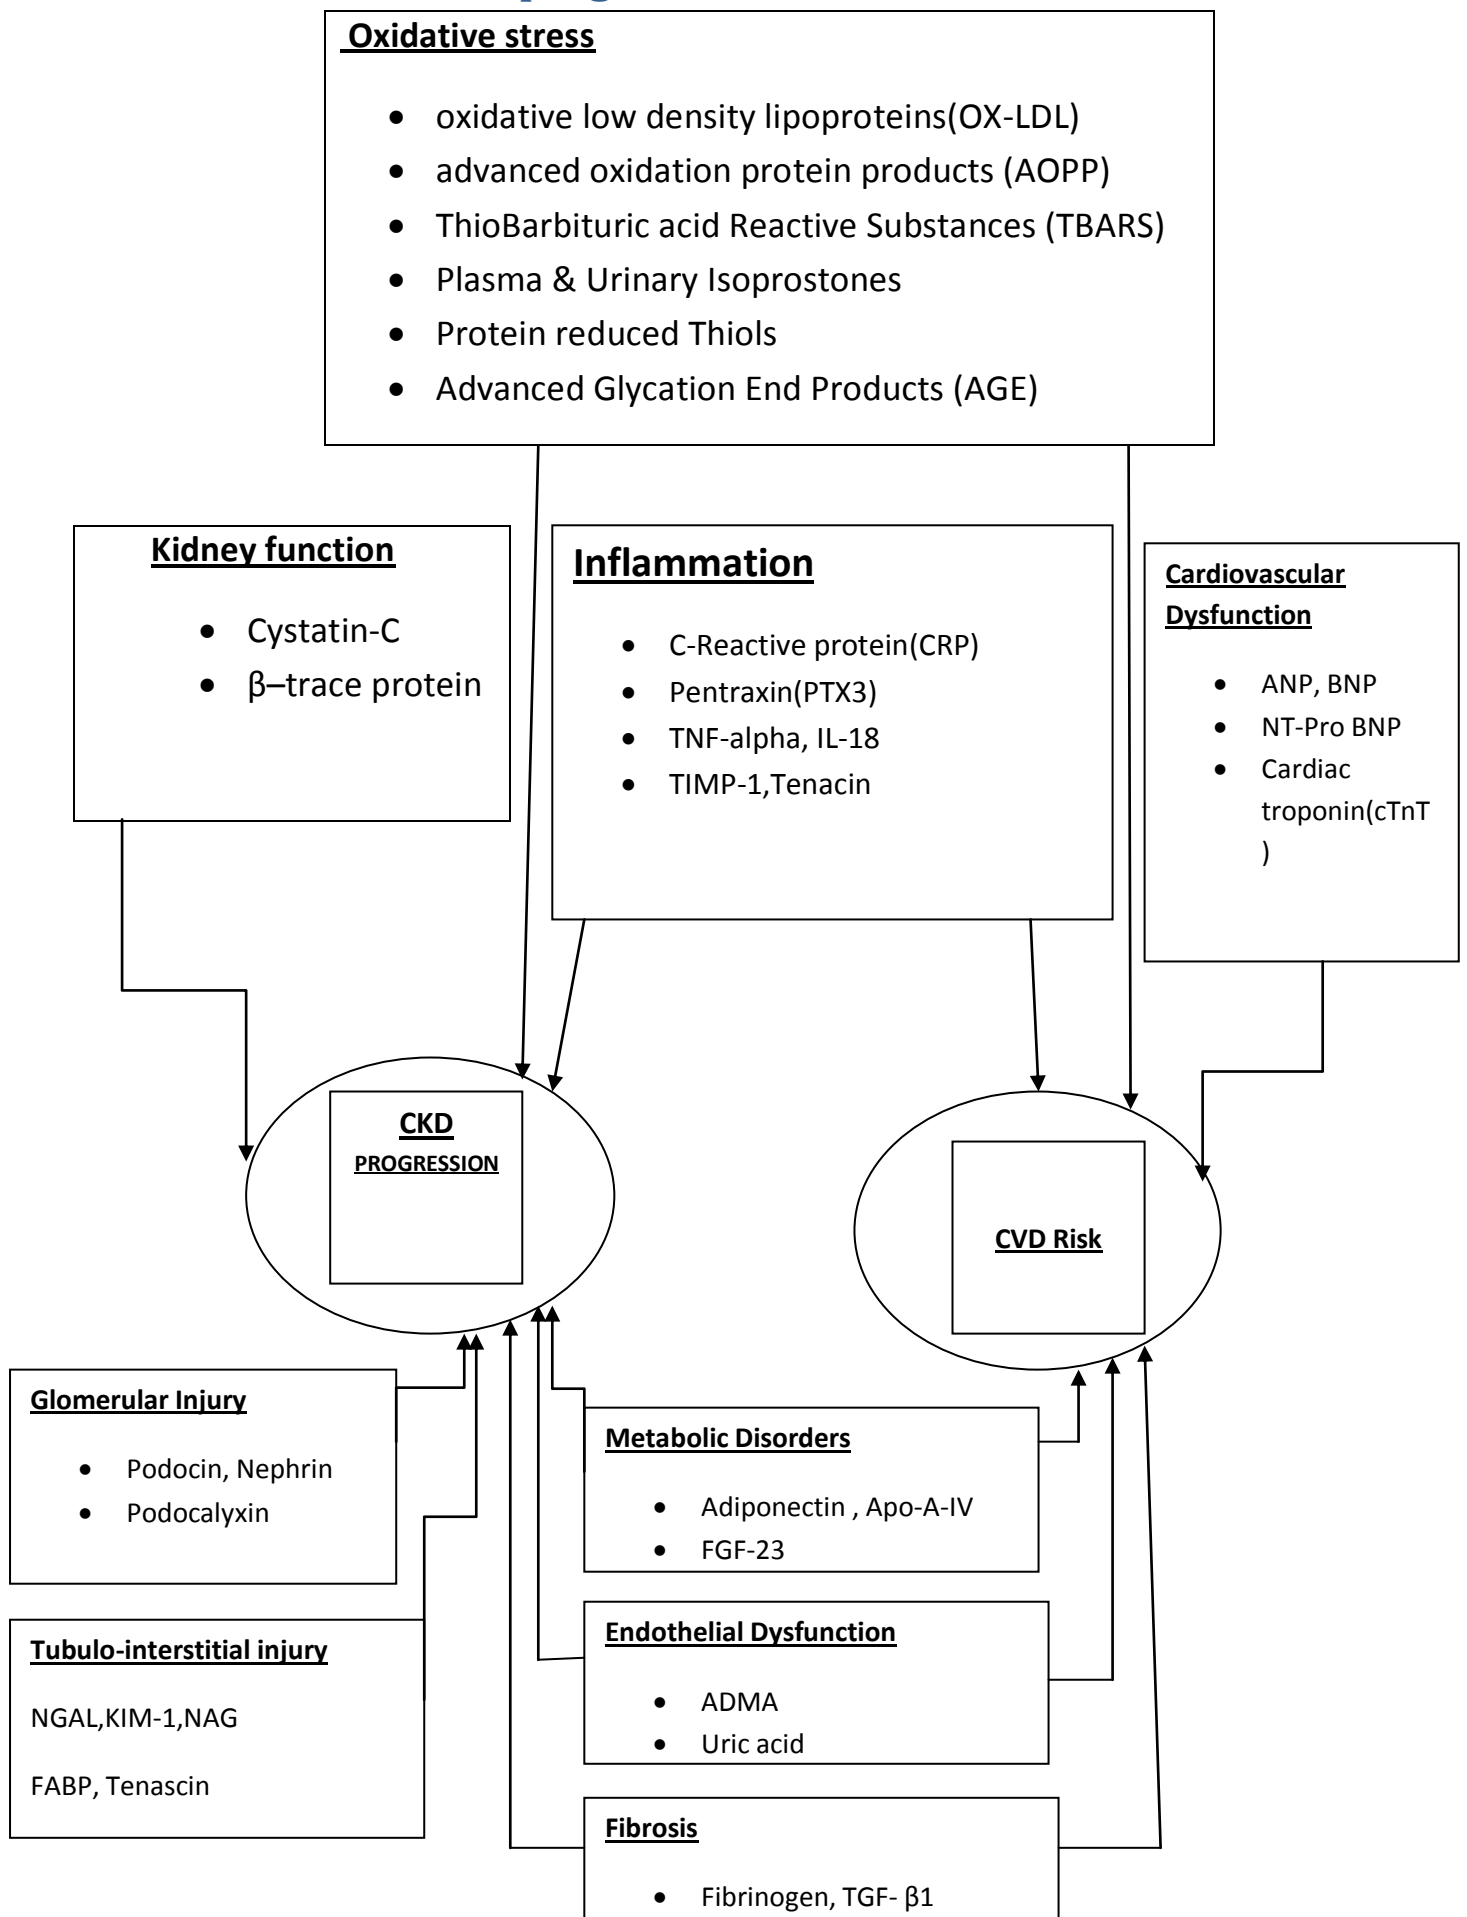 Oxidative stress
• oxidative low density lipoproteins(OX-LDL)
• advanced oxidation protein products (AOPP)
• ThioBarbituric acid Reactive Substances (TBARS)
• Plasma & Urinary Isoprostones
• Protein reduced Thiols
• Advanced Glycation End Products (AGE)
Kidney function
• Cystatin-C
• β–trace protein
Inflammation
• C-Reactive protein(CRP)
• Pentraxin(PTX3)
• TNF-alpha, IL-18
• TIMP-1,Tenacin
Cardiovascular
Dysfunction
• ANP, BNP
• NT-Pro BNP
• Cardiac
troponin(cTnT
)
CKD
PROGRESSION
CVD Risk
Glomerular Injury
• Podocin, Nephrin
• Podocalyxin
Tubulo-interstitial injury
NGAL,KIM-1,NAG
FABP, Tenascin
Metabolic Disorders
• Adiponectin , Apo-A-IV
• FGF-23
Endothelial Dysfunction
• ADMA
• Uric acid
Fibrosis
• Fibrinogen, TGF- β1